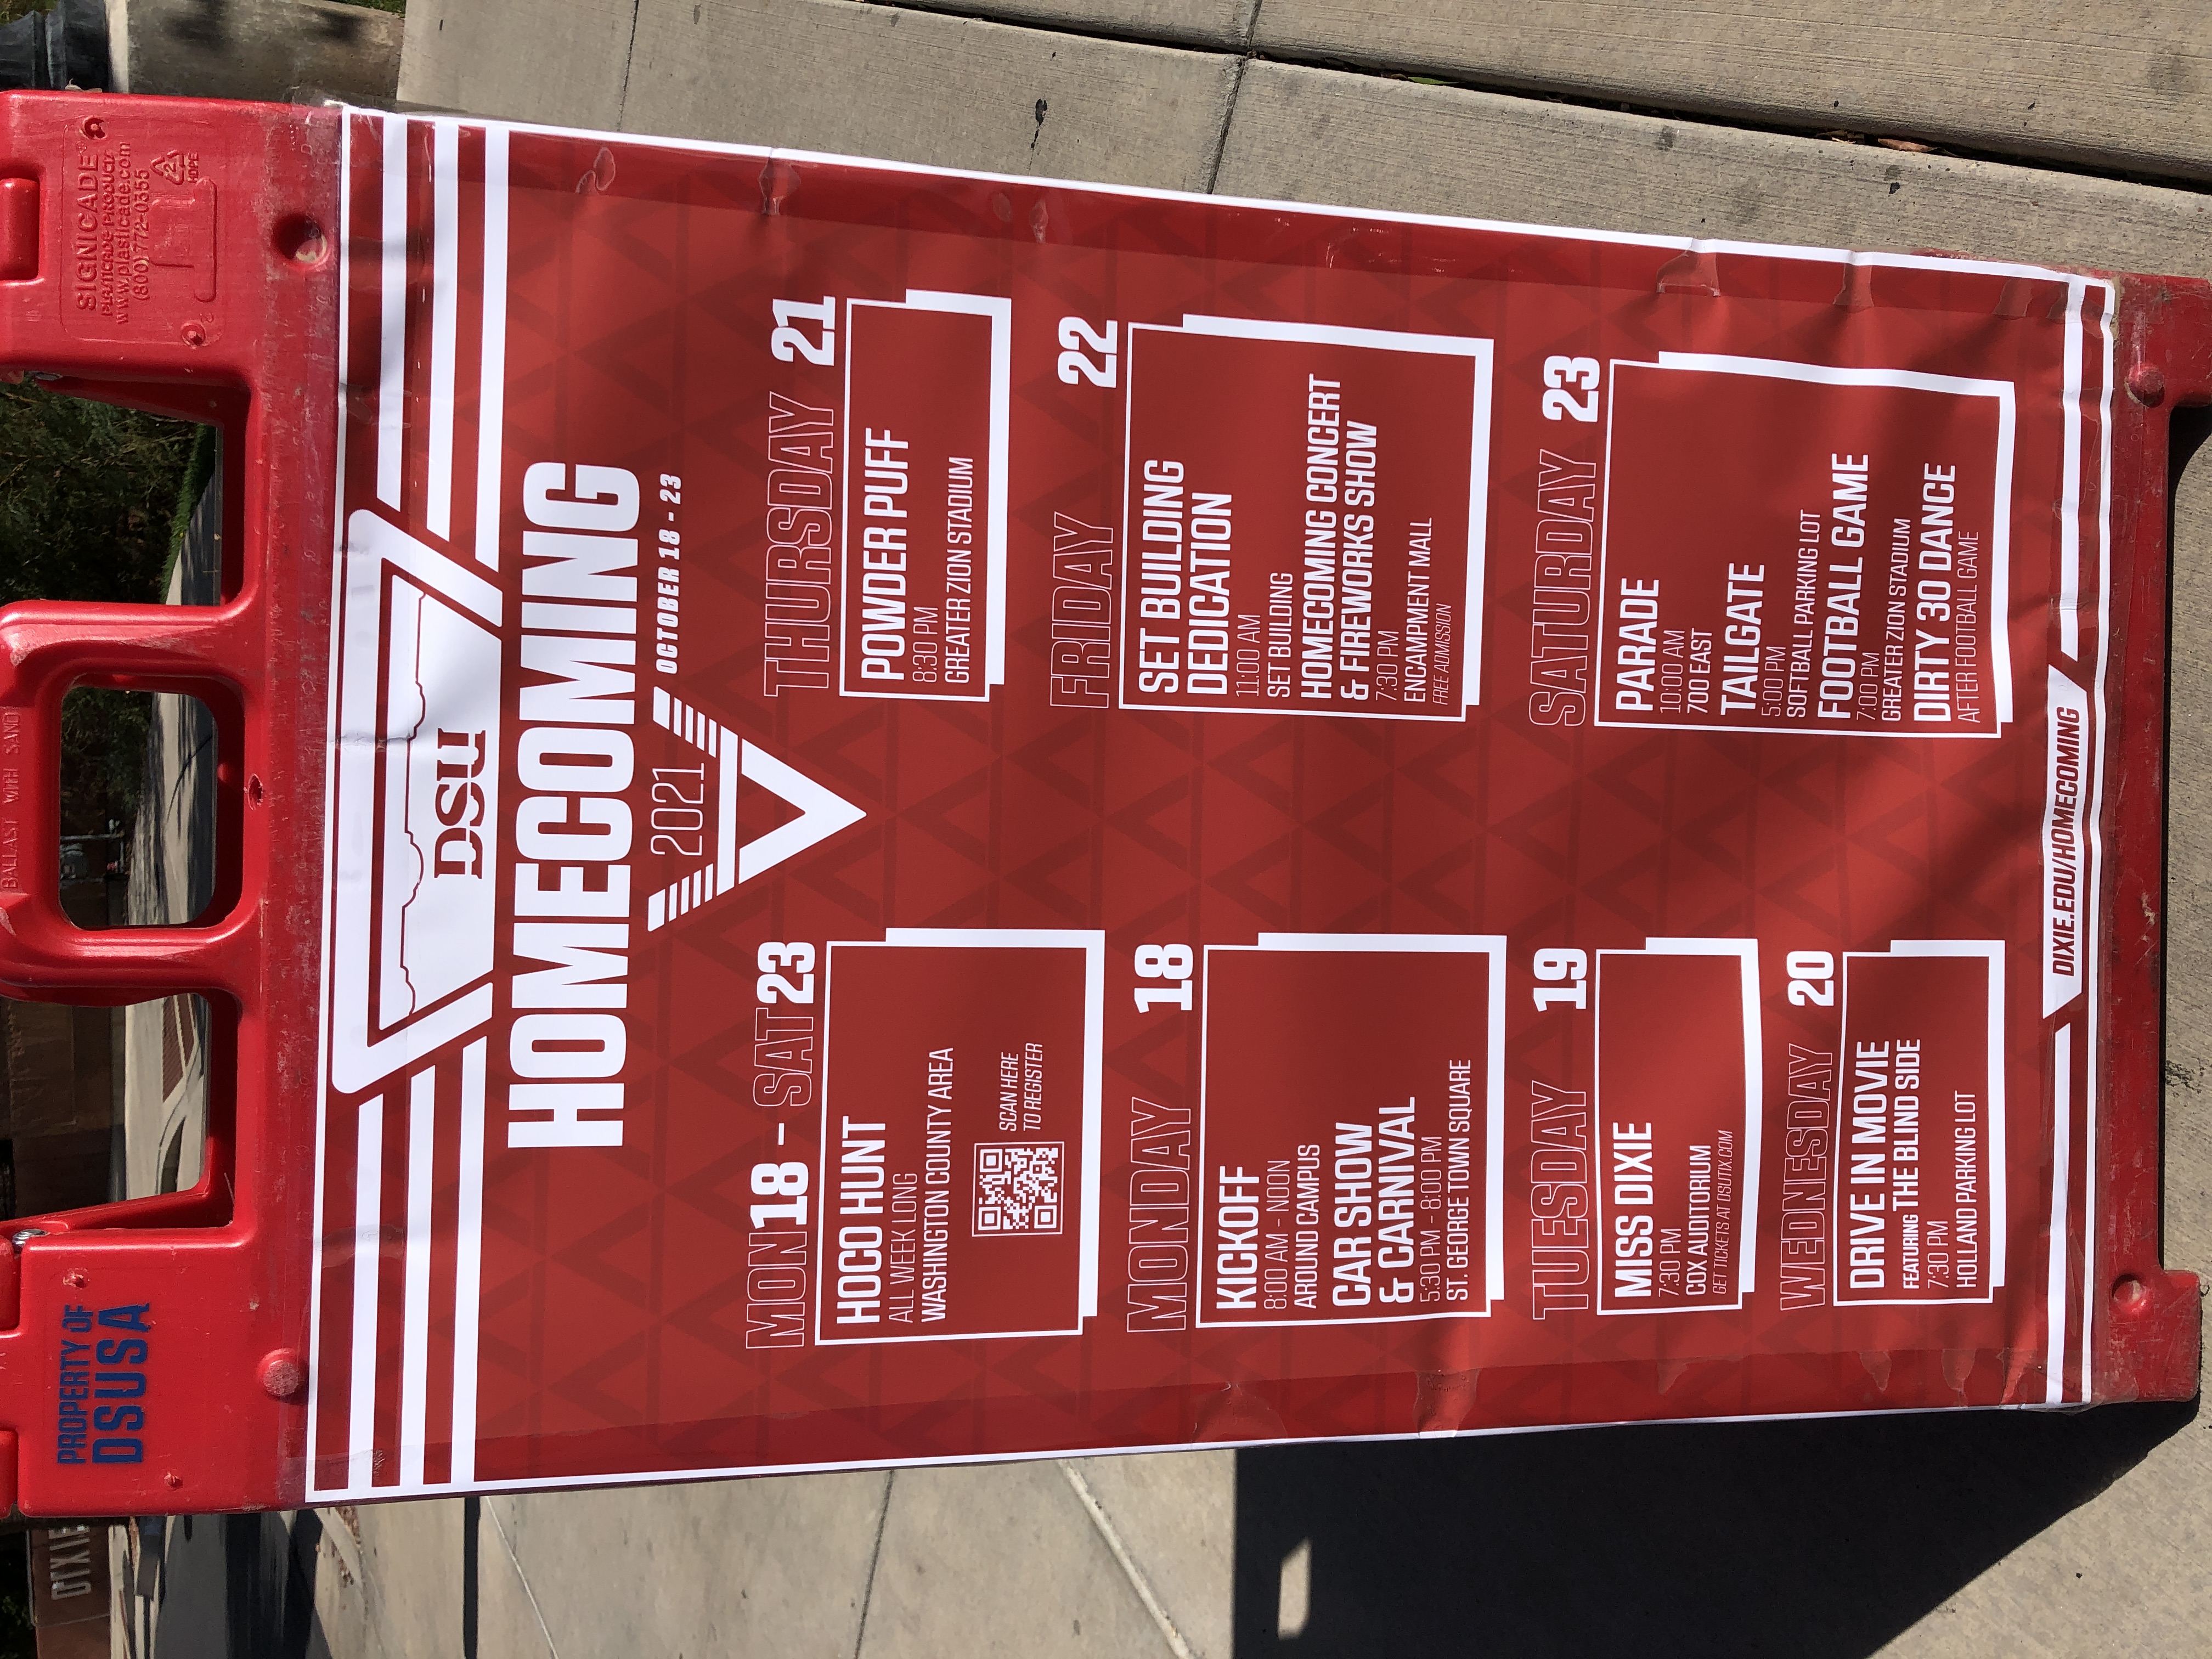 BALLAST WITH SAND
DIXIE
PROPERTY OF
DSUSA
SIGNICADE
PLASTICADE PRODUCTS
www.plasticade.com
(800) 772-0355
2
HDPE
DSU
HOMECOMING
2021
OCTOBER 18 - 23
MON 18 - SAT 23
HOCO HUNT
ALL WEEK LONG
WASHINGTON COUNTY AREA
SCAN HERE
TO REGISTER
MONDAY 18
KICKOFF
8:00 AM - NOON
AROUND CAMPUS
CAR SHOW
& CARNIVAL
5:30 PM - 8:00 PM
ST. GEORGE TOWN SQUARE
TUESDAY 19
MISS DIXIE
7:30 PM
COX AUDITORIUM
GET TICKETS AT DSUTIX.COM
WEDNESDAY 20
DRIVE IN MOVIE
FEATURING THE BLIND SIDE
7:30 PM
HOLLAND PARKING LOT
THURSDAY 21
POWDER PUFF
8:30 PM
GREATER ZION STADIUM
FRIDAY 22
SET BUILDING
DEDICATION
11:00 AM
SET BUILDING
HOMECOMING CONCERT
& FIREWORKS SHOW
7:30 PM
ENCAMPMENT MALL
FREE ADMISSION
SATURDAY 23
PARADE
10:00 AM
700 EAST
TAILGATE
5:00 PM
SOFTBALL PARKING LOT
FOOTBALL GAME
7:00 PM
GREATER ZION STADIUM
DIRTY 30 DANCE
AFTER FOOTBALL GAME
DIXIE.EDU/HOMECOMING